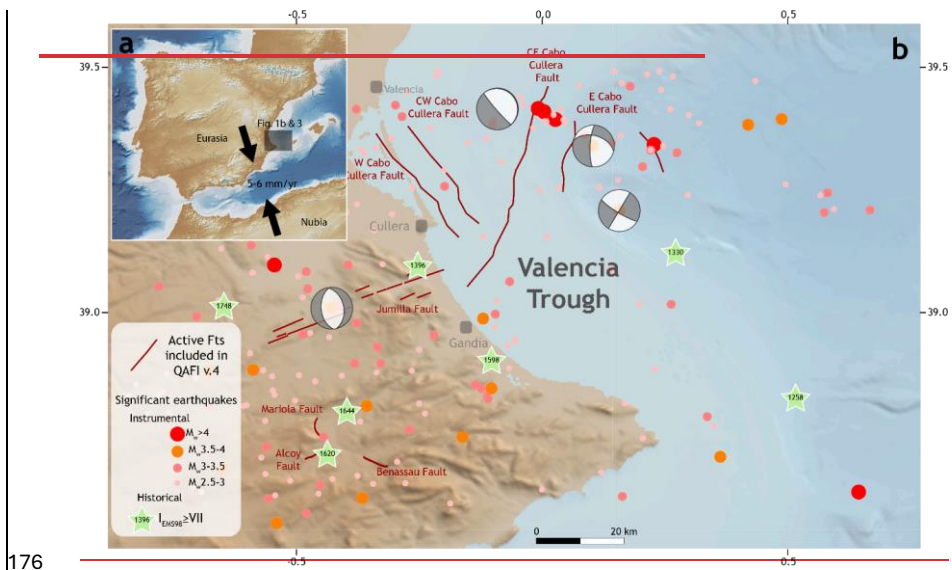 -0.5 0.0 0.5
a
b
39.5
39.5
Valencia
CE Cabo
Cullera
Fault
CW Cabo
Cullera Fault
E Cabo
Cullera Fault
Fig. 1b & 3
Eurasia
5-6 mm/yr
Nubia
W Cabo
Cullera Fault
Cullera
1396
1330
Valencia
Trough
39.0
39.0
1748
Jumilla Fault
Gandia
1598
Active Fts
included in
QAFI v.4
Significant earthquakes
Instrumental
Mw>4
Mw3.5-4
Mw3-3.5
Mw2.5-3
Historical
1396 IEMS98≥VII
Mariola Fault
1644
1258
Alcoy
Fault
1620
Benassau Fault
0 20 km
176
-0.5 0.5